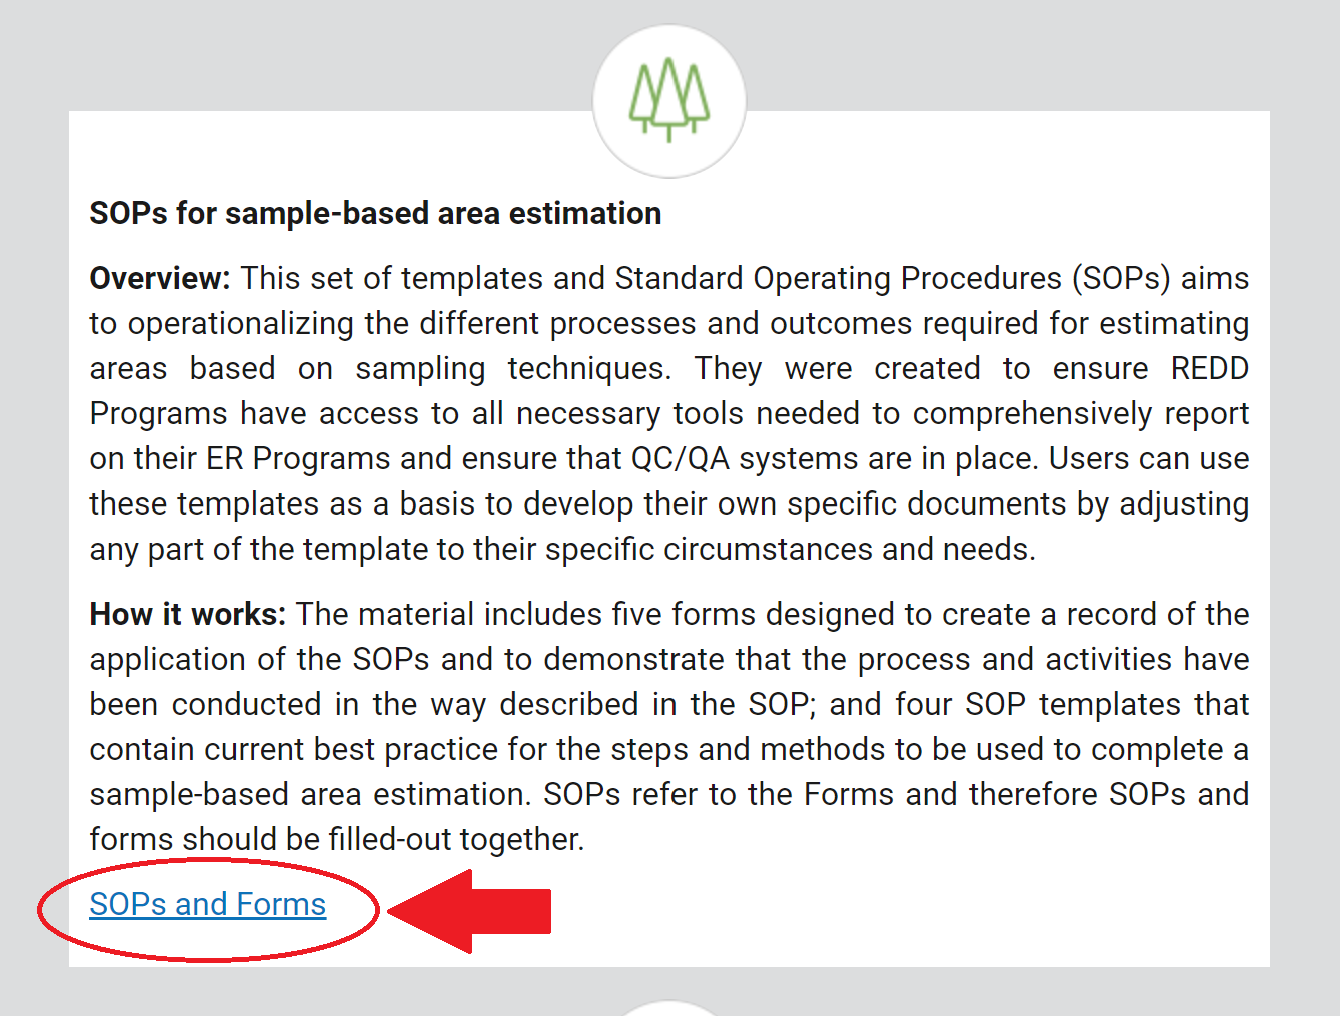 SOPs for sample-based area estimation
Overview: This set of templates and Standard Operating Procedures (SOPs) aims
to operationalizing the different processes and outcomes required for estimating
areas based on sampling techniques. They were created to ensure REDD
Programs have access to all necessary tools needed to comprehensively report
on their ER Programs and ensure that QC/QA systems are in place. Users can use
these templates as a basis to develop their own specific documents by adjusting
any part of the template to their specific circumstances and needs.
How it works: The material includes five forms designed to create a record of the
application of the SOPs and to demonstrate that the process and activities have
been conducted in the way described in the SOP; and four SOP templates that
contain current best practice for the steps and methods to be used to complete a
sample-based area estimation. SOPs refer to the Forms and therefore SOPs and
forms should be filled-out together.
SOPs and Forms